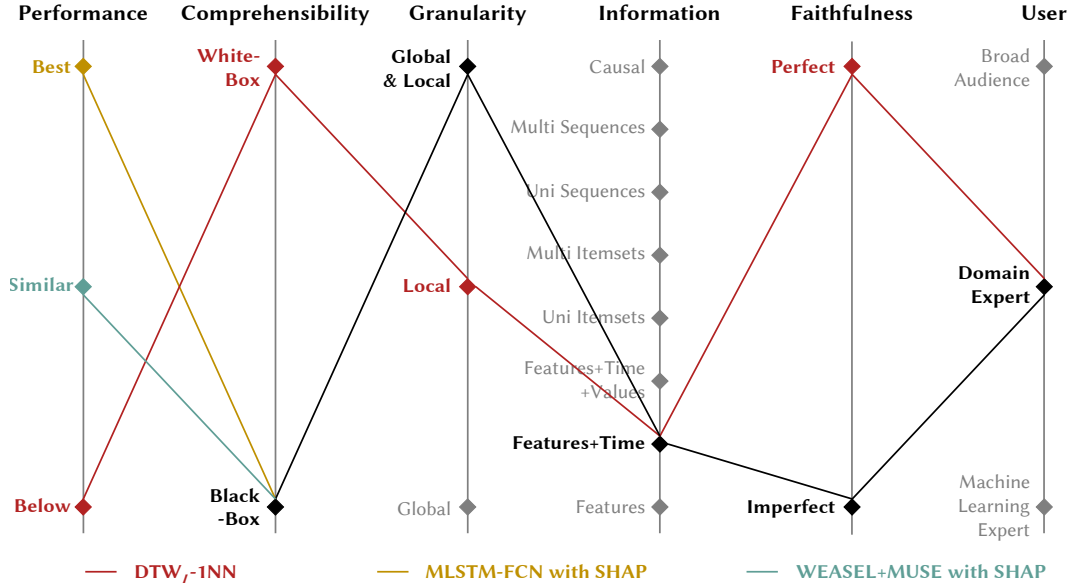 Performance
Comprehensibility
Granularity
Information
Faithfulness
User
Best
Similar
Below
White-
Box
Black
-Box
Global
& Local
Local
Global
Causal
Multi Sequences
Uni Sequences
Multi Itemsets
Uni Itemsets
Features+Time
+Values
Features+Time
Features
Perfect
Imperfect
Broad
Audience
Domain
Expert
Machine
Learning
Expert
DTW_I-1NN
MLSTM-FCN with SHAP
WEASEL+MUSE with SHAP